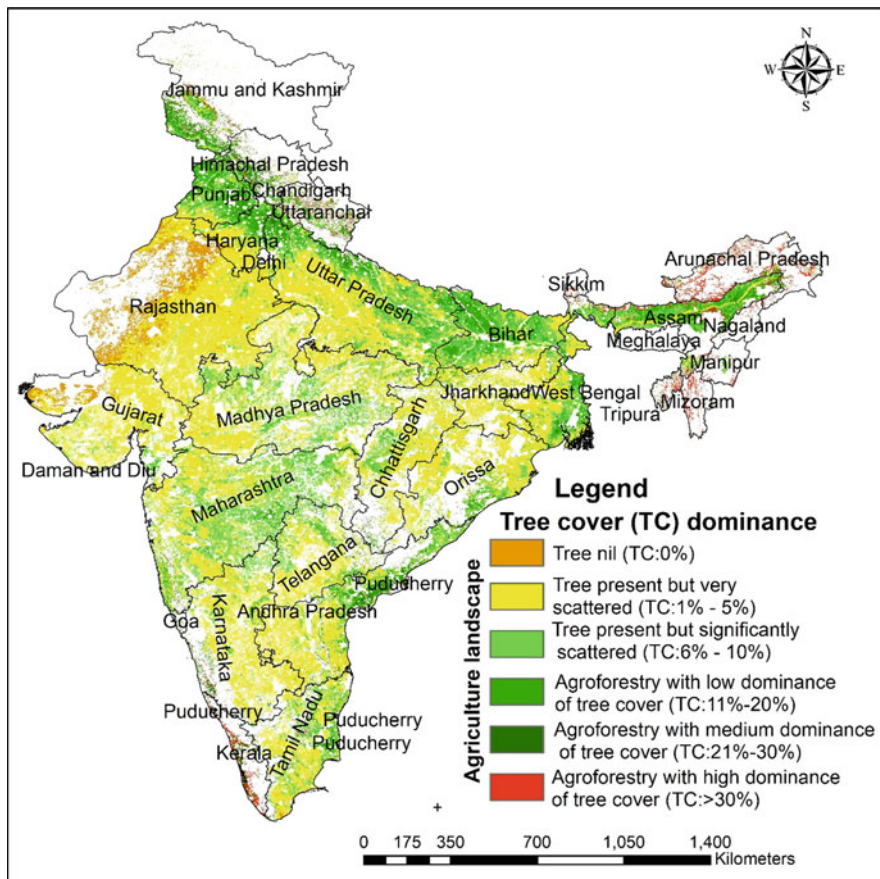 N
W E
S
Jammu and Kashmir
Himachal Pradesh
Punjab
Chandigarh
Uttaranchal
Haryana
Delhi
Uttar Pradesh
Rajasthan
Arunachal Pradesh
Sikkim
Assam
Nagaland
Meghalaya
Bihar
Manipur
Jharkhand
West Bengal
Tripura
Mizoram
Gujarat
Madhya Pradesh
Chhattisgarh
Daman and Diu
Orissa
Maharashtra
Telangana
Puducherry
Goa
Karnataka
Andhra Pradesh
Puducherry
Kerala
Tamil Nadu
Puducherry
Puducherry
Legend
Tree cover (TC) dominance
Agriculture landscape
Tree nil (TC:0%)
Tree present but very
scattered (TC:1% - 5%)
Tree present but significantly
scattered (TC:6% - 10%)
Agroforestry with low dominance
of tree cover (TC:11%-20%)
Agroforestry with medium dominance
of tree cover (TC:21%-30%)
Agroforestry with high dominance
of tree cover (TC:>30%)
0 175 350 700 1,050 1,400
Kilometers